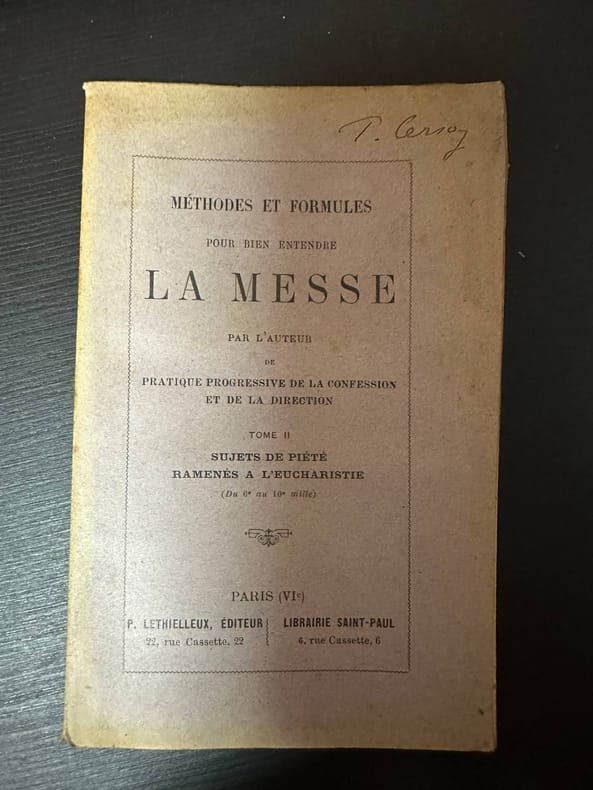 MÉTHODES ET FORMULES
POUR BIEN ENTENDRE
LA MESSE
PAR L'AUTEUR
DE
PRATIQUE PROGRESSIVE DE LA CONFESSION
ET DE LA DIRECTION
TOME II
SUJETS DE PIÉTÉ
RAMENÉS A L'EUCHARISTIE
(Du 6e au 10e mille)
PARIS (VIe)
P. LETHIELLEUX, ÉDITEUR
22, rue Cassette, 22
LIBRAIRIE SAINT-PAUL
6, rue Cassette, 6